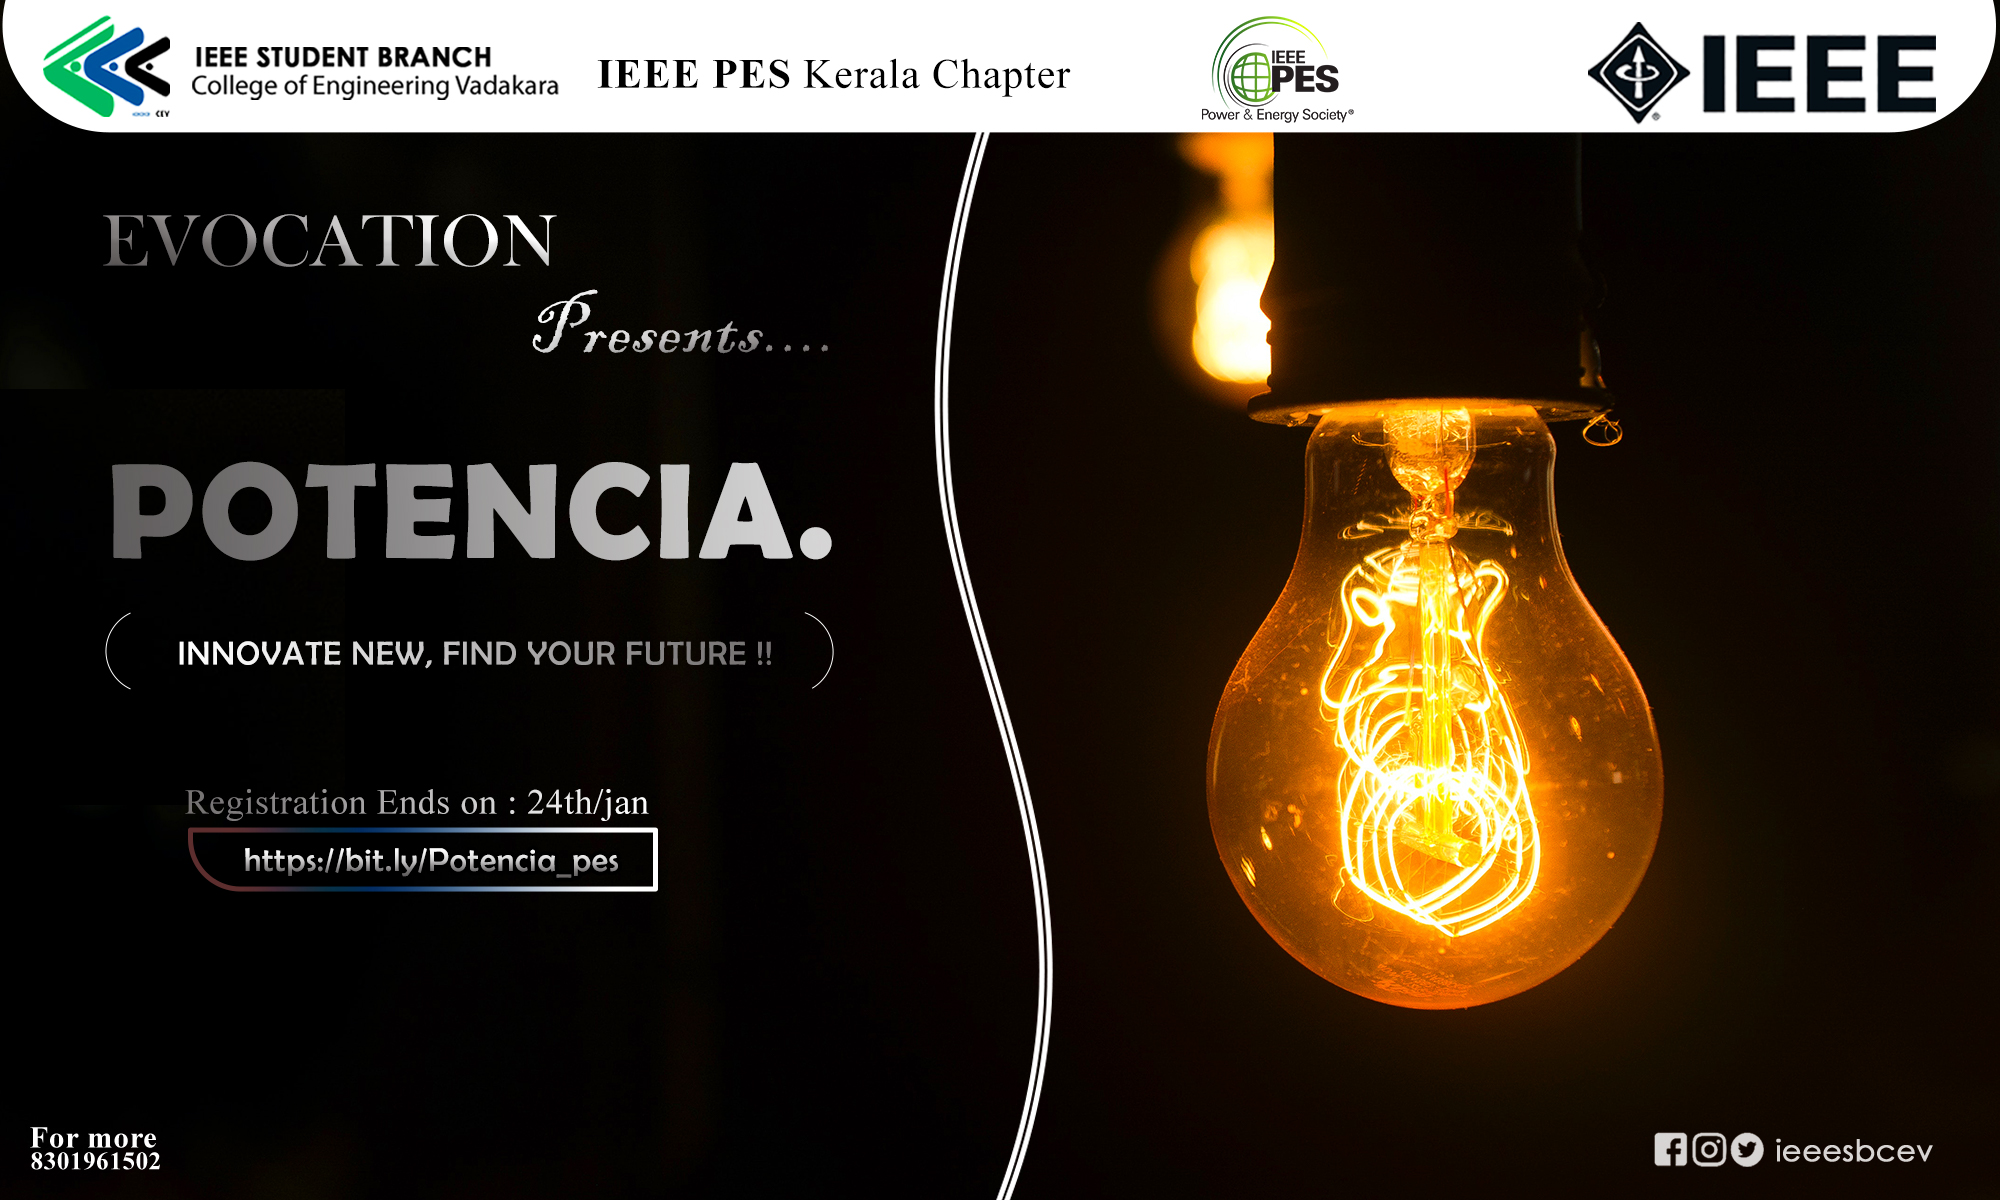 IEEE STUDENT BRANCH
College of Engineering Vadakara
ieee CEV
IEEE PES Kerala Chapter
IEEE
PES
Power & Energy Society®
IEEE
EVOCATION
Presents....
POTENCIA.
INNOVATE NEW, FIND YOUR FUTURE !!
Registration Ends on : 24th/jan
https://bit.ly/Potencia_pes
For more
8301961502
ieeesbcev